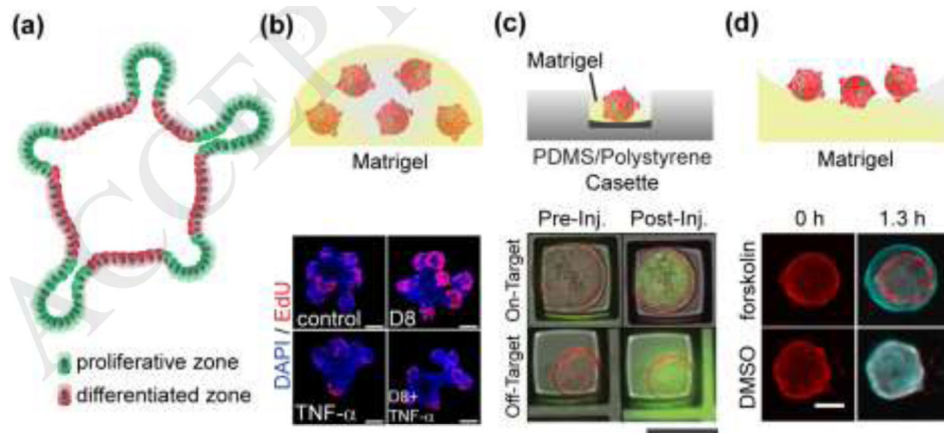 ACCEPT
(a)
proliferative zone
differentiated zone
(b)
Matrigel
DAPI / EdU
control
D8
TNF-α
D8+
TNF-α
(c)
Matrigel
PDMS/Polystyrene
Casette
Pre-Inj.
Post-Inj.
On-Target
Off-Target
(d)
Matrigel
0 h
1.3 h
forskolin
DMSO